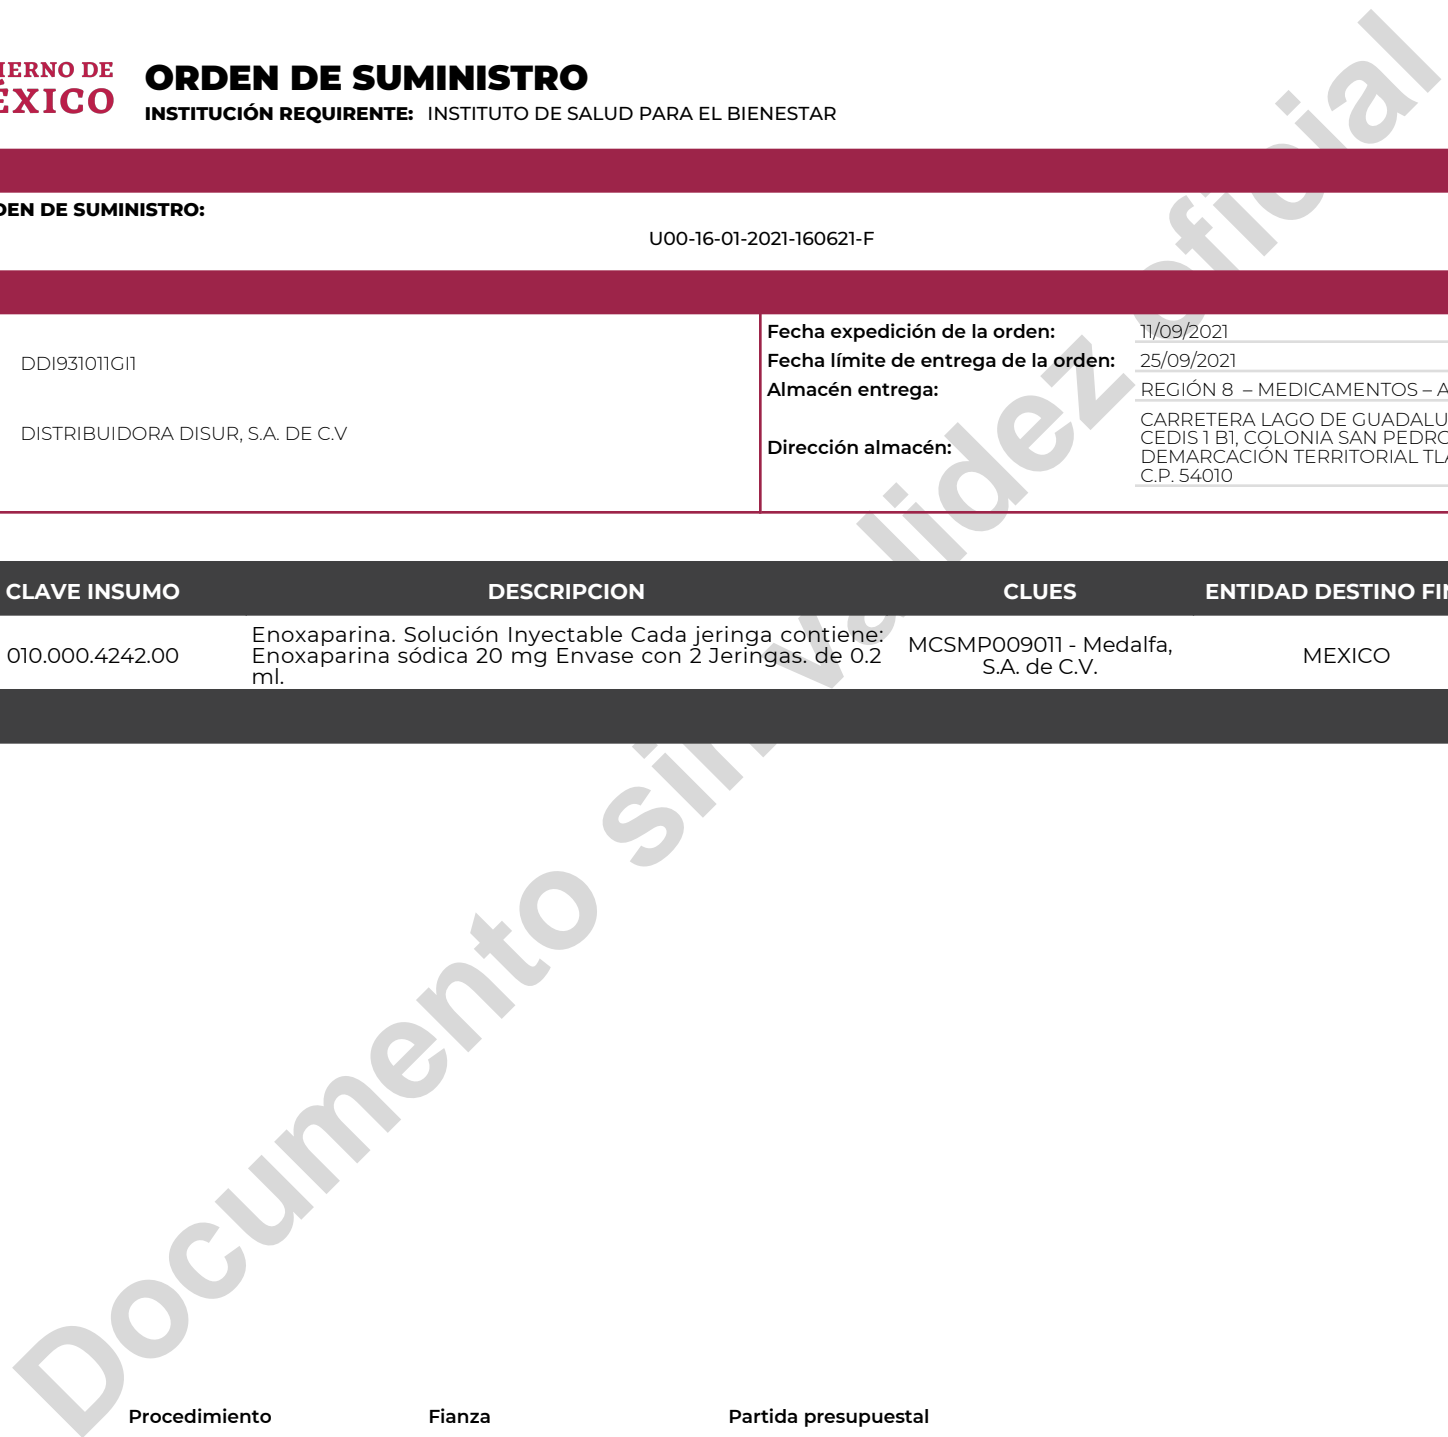 ORDEN DE SUMINISTRO
INSTITUCIÓN REQUIRENTE: INSTITUTO DE SALUD PARA EL BIENESTAR
IERNO DE
ÉXICO
DEN DE SUMINISTRO:
U00-16-01-2021-160621-F
DDI931011GI1
DISTRIBUIDORA DISUR, S.A. DE C.V
Fecha expedición de la orden: 11/09/2021
Fecha límite de entrega de la orden: 25/09/2021
Almacén entrega: REGIÓN 8 – MEDICAMENTOS – A
Dirección almacén:
CARRETERA LAGO DE GUADALU
CEDIS 1 B1, COLONIA SAN PEDRO
DEMARCACIÓN TERRITORIAL TLA
C.P. 54010
CLAVE INSUMO DESCRIPCION CLUES ENTIDAD DESTINO FIN
010.000.4242.00
Enoxaparina. Solución Inyectable Cada jeringa contiene:
Enoxaparina sódica 20 mg Envase con 2 Jeringas. de 0.2
ml.
MCSMP009011 - Medalfa,
S.A. de C.V.
MEXICO
Documento sin validez oficial
Procedimiento Fianza Partida presupuestal